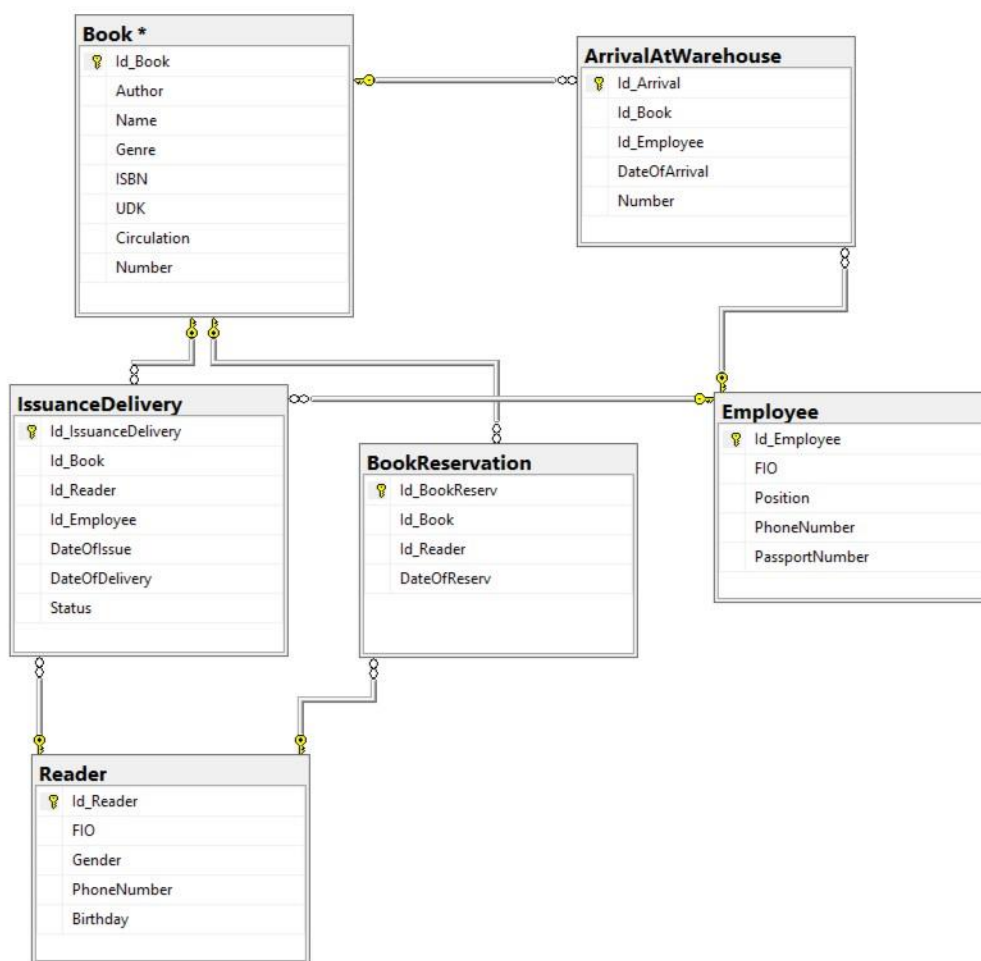 Book *
Id_Book
Author
Name
Genre
ISBN
UDK
Circulation
Number
ArrivalAtWarehouse
Id_Arrival
Id_Book
Id_Employee
DateOfArrival
Number
IssuanceDelivery
Id_IssuanceDelivery
Id_Book
Id_Reader
Id_Employee
DateOfIssue
DateOfDelivery
Status
BookReservation
Id_BookReserv
Id_Book
Id_Reader
DateOfReserv
Employee
Id_Employee
FIO
Position
PhoneNumber
PassportNumber
Reader
Id_Reader
FIO
Gender
PhoneNumber
Birthday